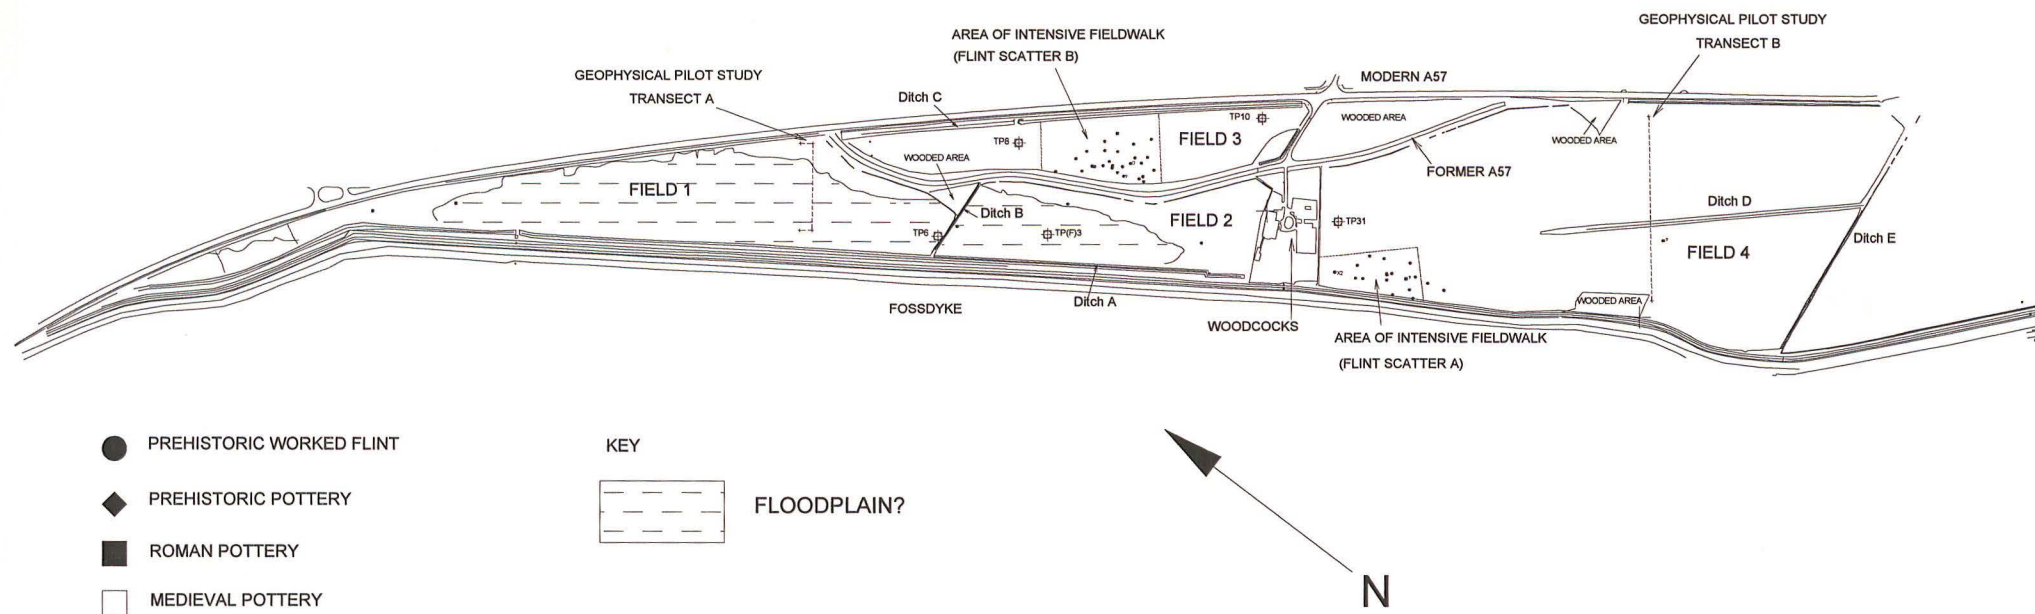 GEOPHYSICAL PILOT STUDY
TRANSECT B
AREA OF INTENSIVE FIELDWALK
(FLINT SCATTER B)
GEOPHYSICAL PILOT STUDY
TRANSECT A
MODERN A57
Ditch C
TP10
WOODED AREA
WOODED AREA
TP8
FIELD 3
WOODED AREA
FORMER A57
FIELD 1
Ditch B
FIELD 2
TP31
Ditch D
TP6
TP(F)3
Ditch E
FIELD 4
X2
?
?
?
Ditch A
WOODED AREA
FOSSDYKE
WOODCOCKS
AREA OF INTENSIVE FIELDWALK
(FLINT SCATTER A)
PREHISTORIC WORKED FLINT
KEY
PREHISTORIC POTTERY
FLOODPLAIN?
ROMAN POTTERY
MEDIEVAL POTTERY
N